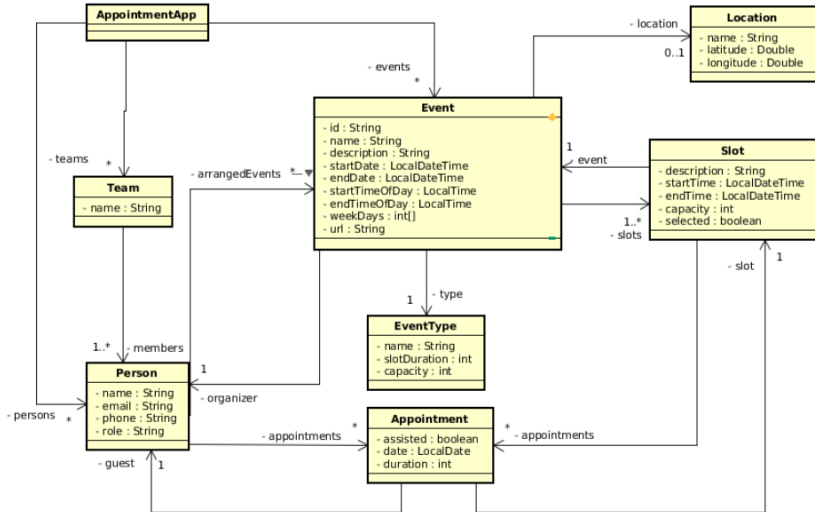 AppointmentApp
Location
- name : String
- latitude : Double
- longitude : Double
- location
0..1
- events
*
Event
- id : String
- name : String
- description : String
- startDate : LocalDateTime
- endDate : LocalDateTime
- startTimeOfDay : LocalTime
- endTimeOfDay : LocalTime
- weekDays : int[]
- url : String
1
event
Slot
- description : String
- startTime : LocalDateTime
- endTime : LocalDateTime
- capacity : int
- selected : boolean
- teams
*
- arrangedEvents
*
Team
- name : String
1..*
- slots
- slot
1
- type
1
EventType
- name : String
- slotDuration : int
- capacity : int
1..*
- members
1
- organizer
Person
- name : String
- email : String
- phone : String
- role : String
- persons
*
- appointments
*
Appointment
- assisted : boolean
- date : LocalDate
- duration : int
*
- appointments
- guest
1